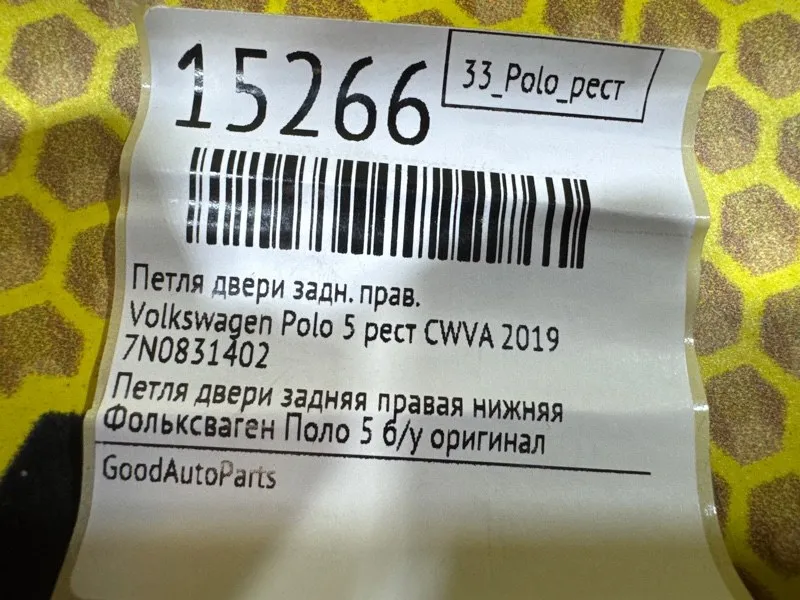 15266
33_Polo_рест
Петля двери задн. прав.
Volkswagen Polo 5 рест CWVA 2019
7N0831402
Петля двери задняя правая нижняя
Фольксваген Поло 5 б/у оригинал
GoodAutoParts